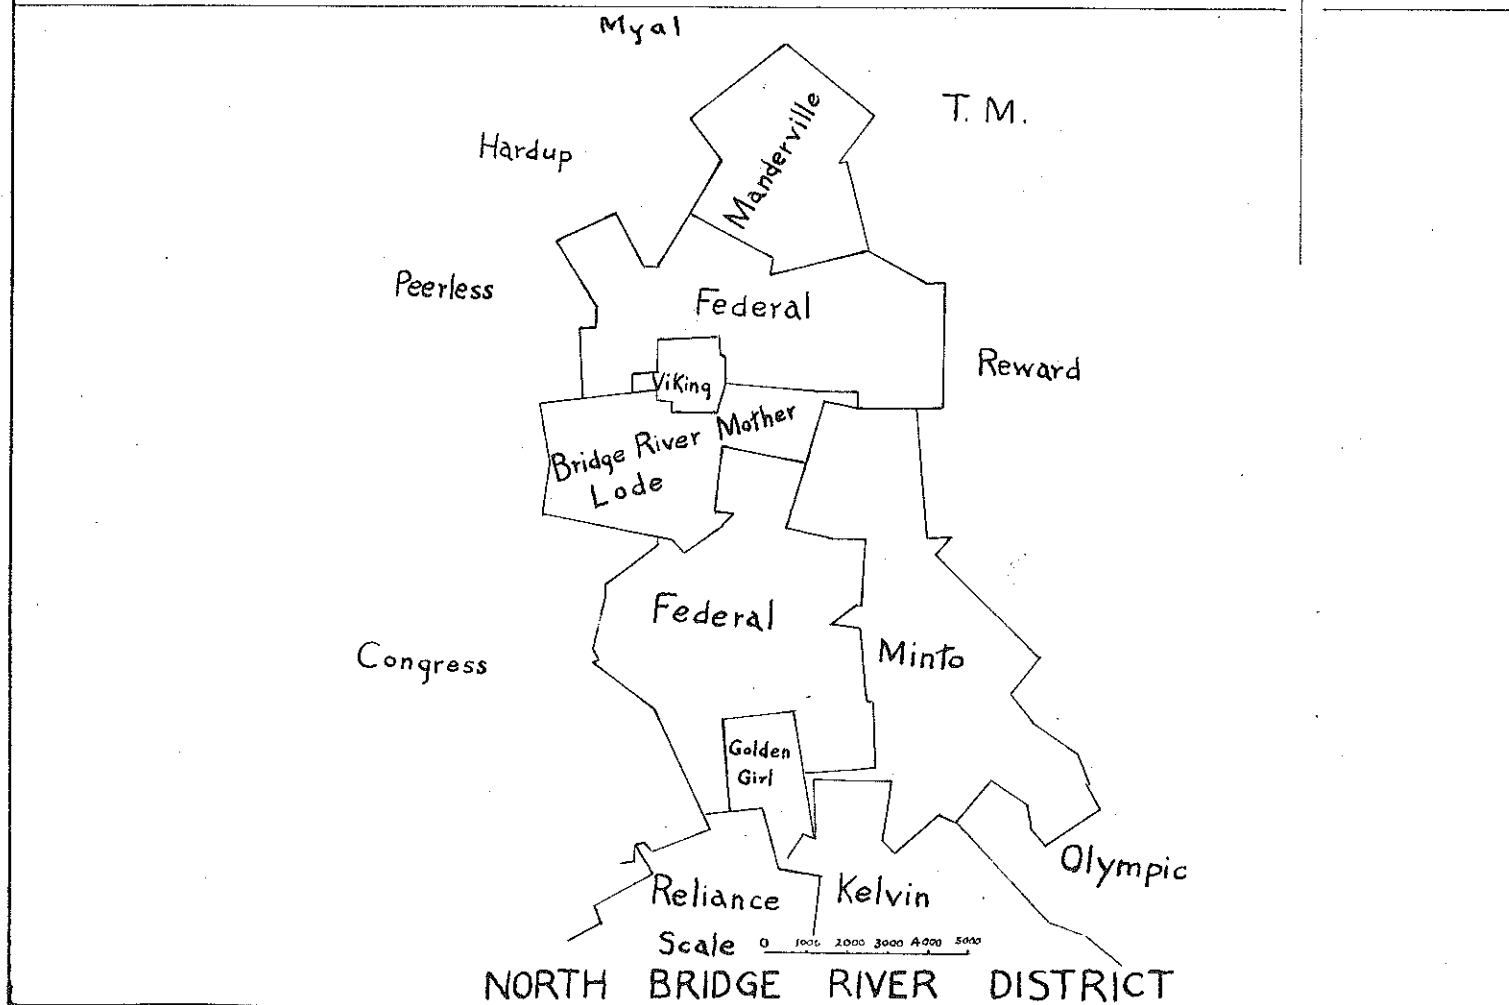 Myal
T. M.
Manderville
Hardup
Peerless
Federal
Reward
Viking
Bridge River Mother
Lode
Federal
Minto
Congress
Golden
Girl
Olympic
Reliance
Kelvin
Scale 0 1000 2000 3000 4000 5000
NORTH BRIDGE RIVER DISTRICT